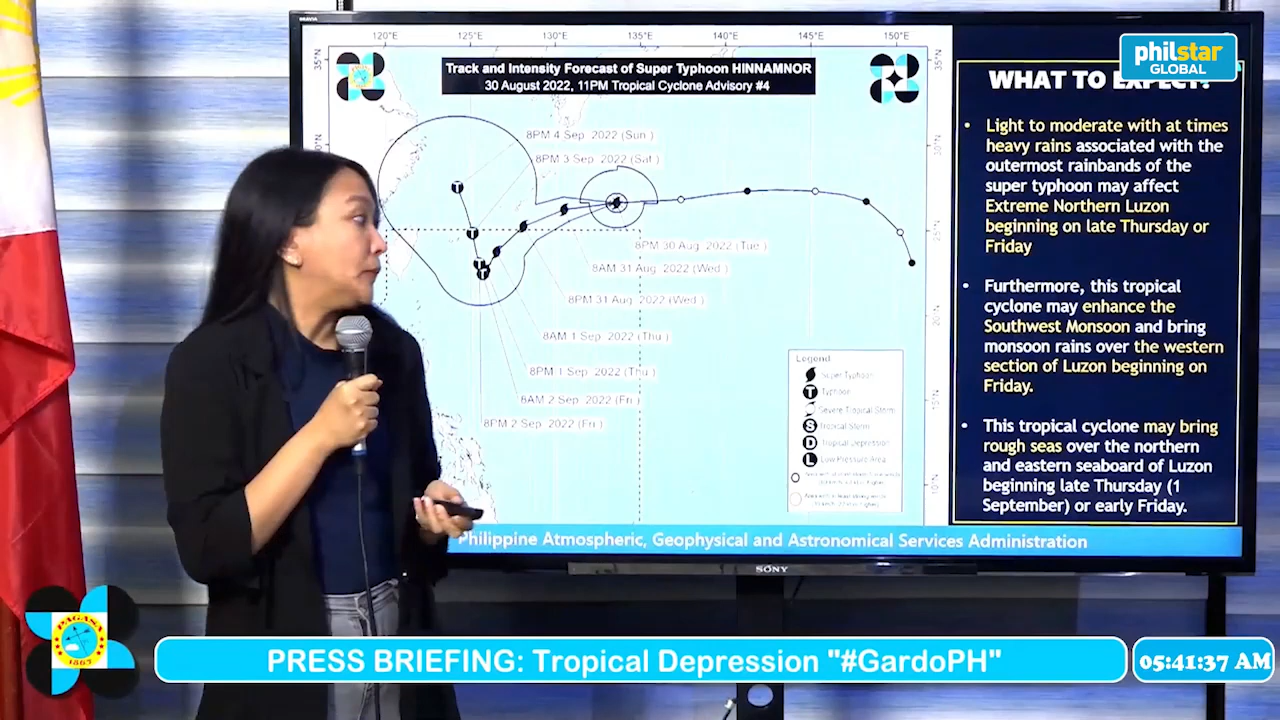 BRAVIA
120°E 125°E 130°E 135°E 140°E 145°E 150°E
35°N
30°N
25°N
20°N
15°N
10°N
Track and Intensity Forecast of Super Typhoon HINNAMNOR
30 August 2022, 11PM Tropical Cyclone Advisory #4
8PM 4 Sep. 2022 (Sun.)
8PM 3 Sep. 2022 (Sat.)
8PM 30 Aug. 2022 (Tue.)
8AM 31 Aug. 2022 (Wed.)
8PM 31 Aug. 2022 (Wed.)
8AM 1 Sep. 2022 (Thu.)
8PM 1 Sep. 2022 (Thu.)
8AM 2 Sep. 2022 (Fri.)
8PM 2 Sep. 2022 (Fri.)
Legend
Super Typhoon
T Typhoon
Severe Tropical Storm
S Tropical Storm
D Tropical Depression
L Low Pressure Area
philstar
GLOBAL
WHAT TO EXPECT?
• Light to moderate with at times
heavy rains associated with the
outermost rainbands of the
super typhoon may affect
Extreme Northern Luzon
beginning on late Thursday or
Friday
• Furthermore, this tropical
cyclone may enhance the
Southwest Monsoon and bring
monsoon rains over the western
section of Luzon beginning on
Friday.
• This tropical cyclone may bring
rough seas over the northern
and eastern seaboard of Luzon
beginning late Thursday (1
September) or early Friday.
Philippine Atmospheric, Geophysical and Astronomical Services Administration
SONY
PAGASA
1865
PRESS BRIEFING: Tropical Depression "#GardoPH"
05:41:37 AM